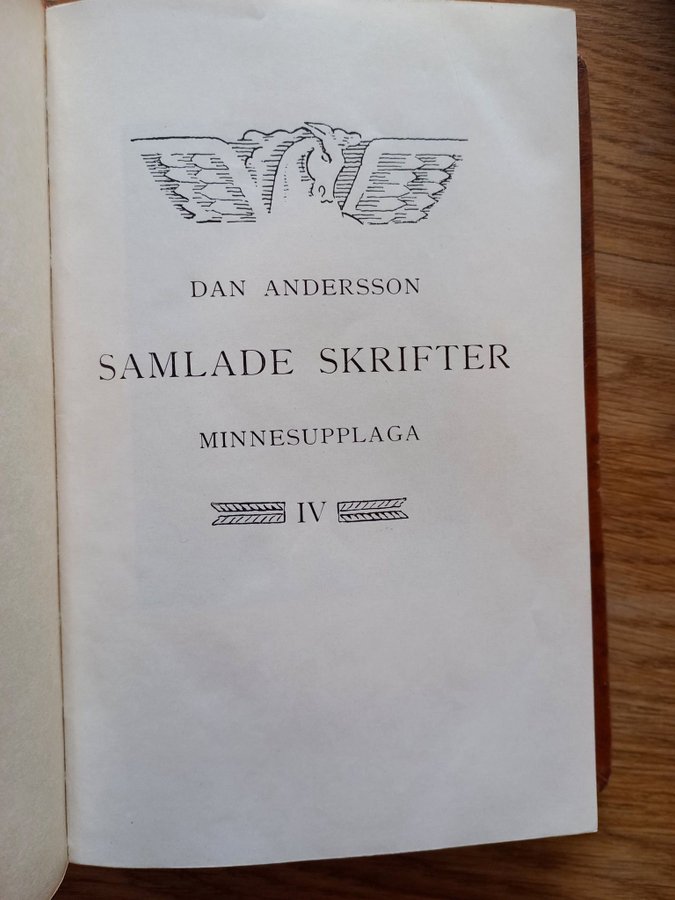 DAN ANDERSSON
SAMLADE SKRIFTER
MINNESUPPLAGA
IV